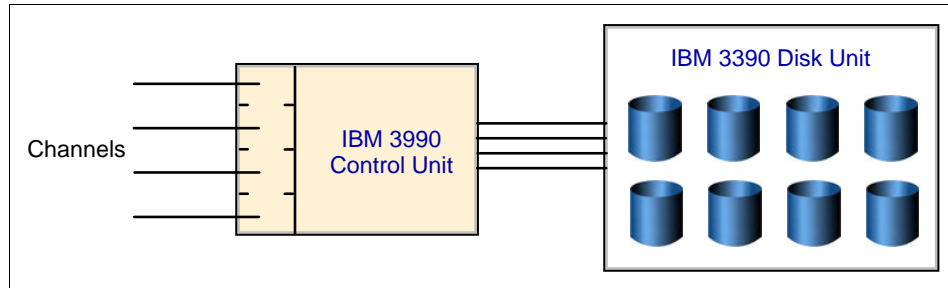 Channels
IBM 3990
Control Unit
IBM 3390 Disk Unit